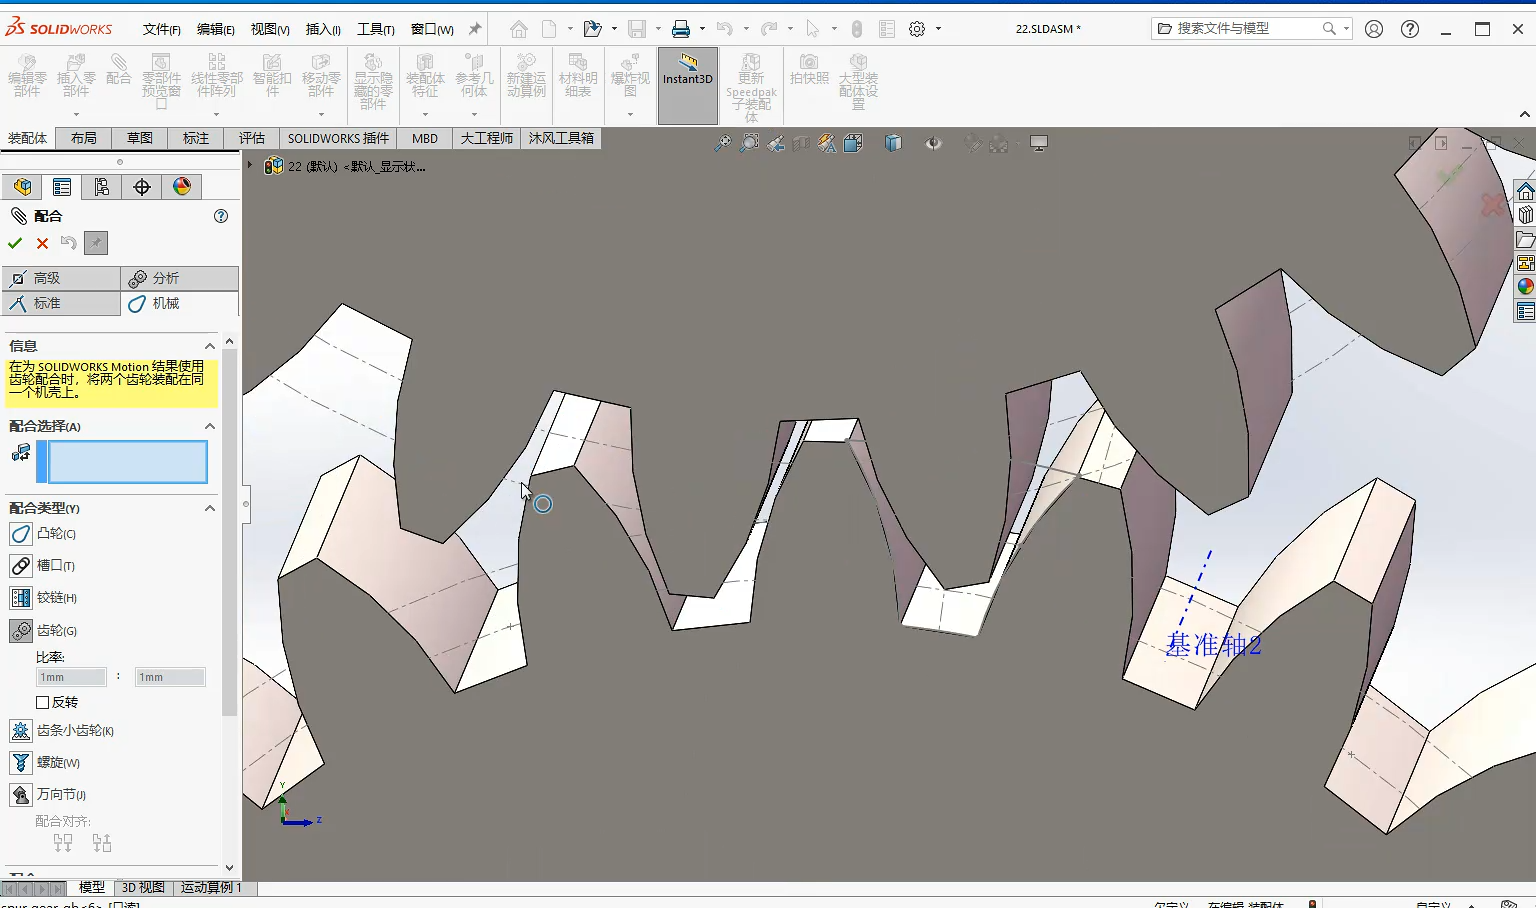 SOLIDWORKS
文件(F) 编辑(E) 视图(V) 插入(I) 工具(T) 窗口(W)
22.SLDASM *
搜索文件与模型
编辑零部件
插入零部件
配合
零部件预览窗口
线性零部件阵列
智能扣件
移动零部件
显示隐藏的零部件
装配体特征
参考几何体
新建运动算例
材料明细表
爆炸视图
Instant3D
更新Speedpak子装配体
拍快照
大型装配体设置
装配体 布局 草图 标注 评估 SOLIDWORKS 插件 MBD 大工程师 沐风工具箱
22 (默认) <默认_显示状...
配合
高级 分析
标准 机械
信息
在为 SOLIDWORKS Motion 结果使用
齿轮配合时，将两个齿轮装配在同
一个机壳上。
配合选择(A)
配合类型(Y)
凸轮(C)
槽口(T)
铰链(H)
齿轮(G)
比率:
1mm : 1mm
反转
齿条小齿轮(K)
螺旋(W)
万向节(J)
配合对齐:
基准轴2
Y
Z
模型 3D 视图 运动算例 1
欠定义 在编辑 装配体 自定义